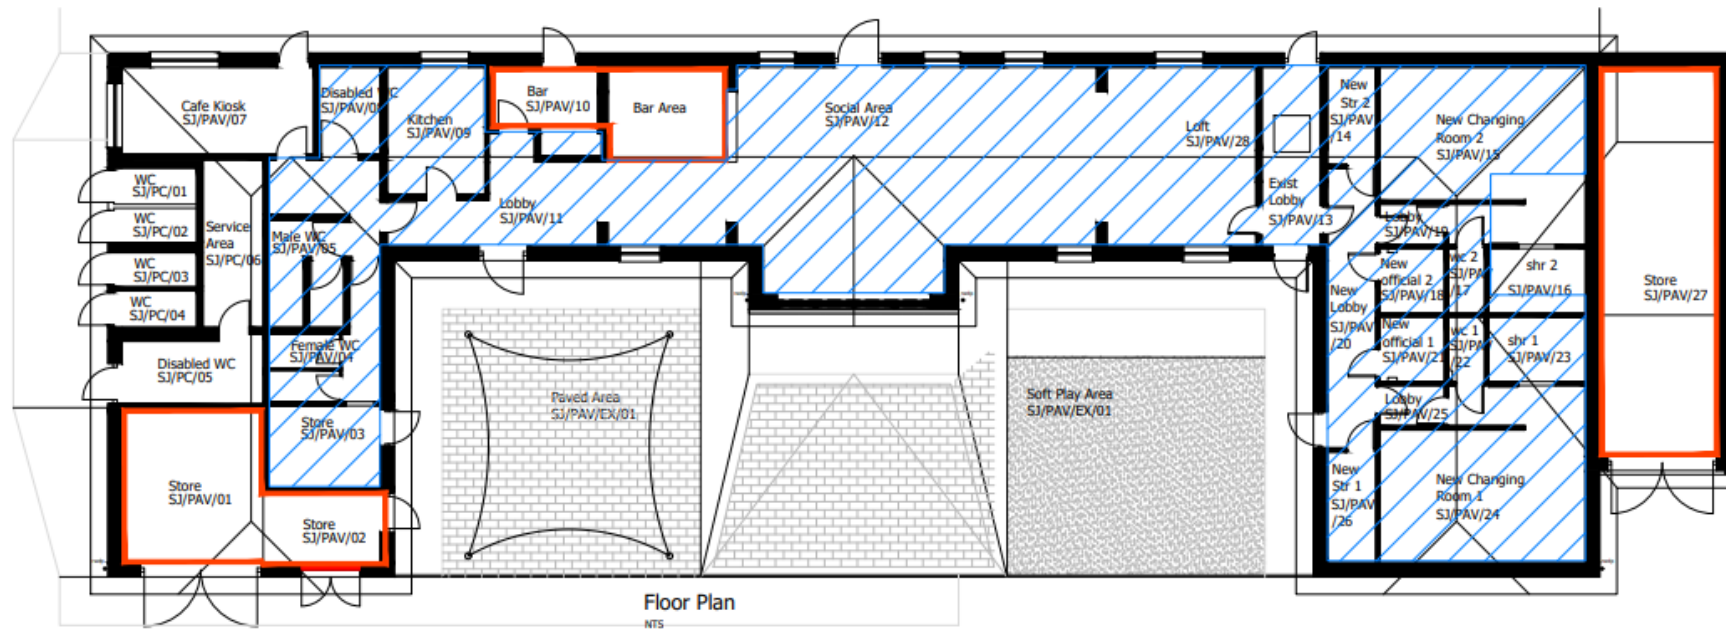 Cafe Kiosk
SJ/PAV/07
Disabled WC
SJ/PAV/0
Kitchen
SJ/PAV/09
Bar
SJ/PAV/10
Bar Area
Social Area
SJ/PAV/12
Loft
SJ/PAV/28
New
Str 2
SJ/PAV
/14
New Changing
Room 2
SJ/PAV/15
WC
SJ/PC/01
WC
SJ/PC/02
WC
SJ/PC/03
WC
SJ/PC/04
Service
Area
SJ/PC/06
Male WC
SJ/PAV/05
Lobby
SJ/PAV/11
Exist
Lobby
SJ/PAV/13
Lobby
SJ/PAV/19
New
official 2
SJ/PAV/18
wc 2
SJ/PA
V/17
shr 2
SJ/PAV/16
Store
SJ/PAV/27
New
Lobby
SJ/PAV
/20
New
official 1
SJ/PAV/21
wc 1
SJ/PA
V/22
shr 1
SJ/PAV/23
Female WC
SJ/PAV/04
Disabled WC
SJ/PC/05
Store
SJ/PAV/03
Paved Area
SJ/PAV/EX/01
Soft Play Area
SJ/PAV/EX/01
Lobby
SJ/PAV/25
Store
SJ/PAV/01
Store
SJ/PAV/02
New
Str 1
SJ/PAV
/26
New Changing
Room 1
SJ/PAV/24
Floor Plan
NTS